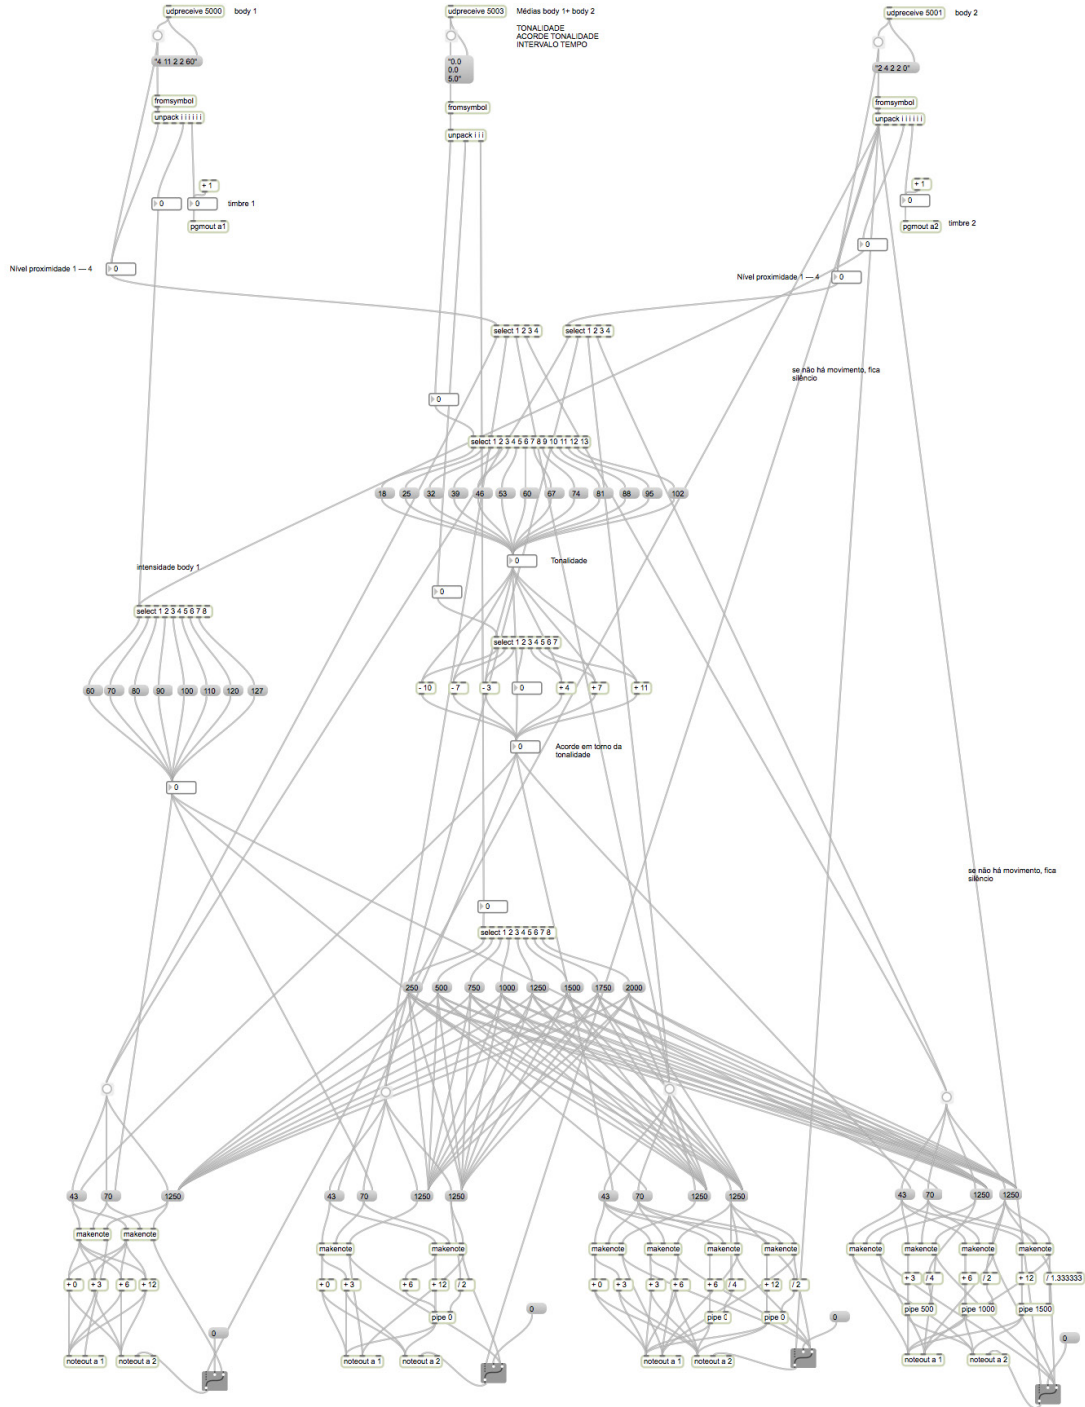 udpreceive 5000
body 1
udpreceive 5003
Médias body 1+ body 2
udpreceive 5001
body 2
TONALIDADE
ACORDE TONALIDADE
INTERVALO TEMPO
"4 11 2 2 60"
"0.0
0.0
5.0"
"2 4 2 2 0"
fromsymbol
fromsymbol
fromsymbol
unpack i i i i i i
unpack i i i
unpack i i i i i i
+ 1
+ 1
0
0
timbre 1
0
pgmout a1
pgmout a2
timbre 2
0
Nível proximidade 1 — 4
0
Nível proximidade 1 — 4
0
select 1 2 3 4
select 1 2 3 4
se não há movimento, fica
silêncio
0
select 1 2 3 4 5 6 7 8 9 10 11 12 13
18
25
32
39
46
53
60
67
74
81
88
95
102
0
Tonalidade
intensidade body 1
0
select 1 2 3 4 5 6 7 8
select 1 2 3 4 5 6 7
60
70
80
90
100
110
120
127
- 10
- 7
- 3
0
+ 4
+ 7
+ 11
0
Acorde em torno da
tonalidade
0
se não há movimento, fica
silêncio
0
select 1 2 3 4 5 6 7 8
250
500
750
1000
1250
1500
1750
2000
43
70
1250
43
70
1250
1250
43
70
1250
1250
43
70
1250
1250
makenote
makenote
makenote
makenote
makenote
makenote
makenote
makenote
makenote
makenote
makenote
makenote
+ 0
+ 3
+ 6
+ 12
+ 0
+ 3
+ 6
+ 12
/ 2
+ 0
+ 3
+ 3
+ 6
+ 6
/ 4
+ 12
/ 2
+ 3
/ 4
+ 6
/ 2
+ 12
/ 1.333333
0
pipe 0
pipe 0
pipe 0
0
pipe 500
pipe 1000
pipe 1500
0
0
noteout a 1
noteout a 2
noteout a 1
noteout a 2
noteout a 1
noteout a 2
noteout a 1
noteout a 2